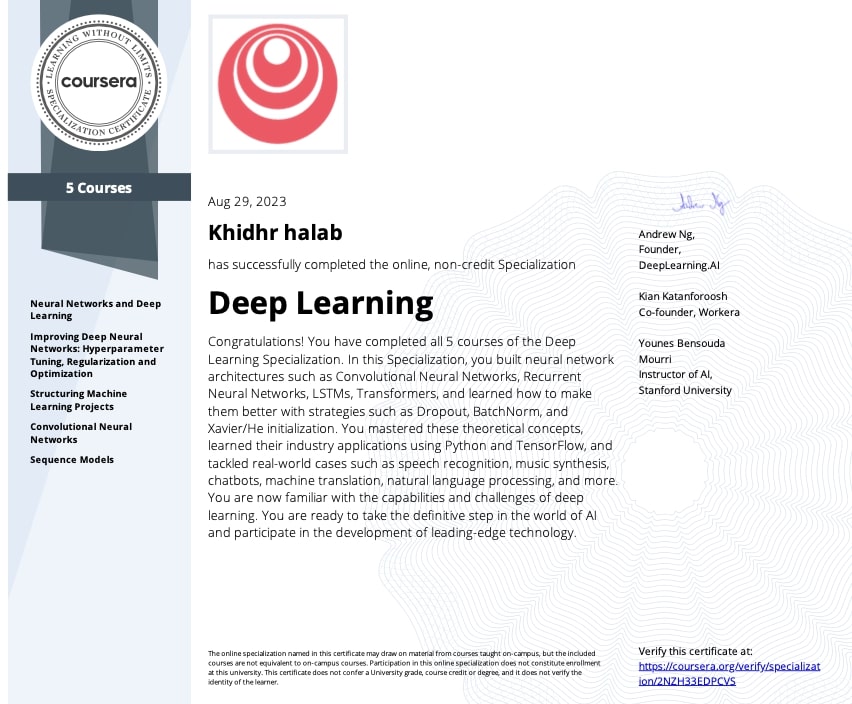 LEARNING WITHOUT LIMITS
coursera
SPECIALIZATION CERTIFICATE
5 Courses
Neural Networks and Deep
Learning
Improving Deep Neural
Networks: Hyperparameter
Tuning, Regularization and
Optimization
Structuring Machine
Learning Projects
Convolutional Neural
Networks
Sequence Models
Aug 29, 2023
Khidhr halab
has successfully completed the online, non-credit Specialization
Deep Learning
Congratulations! You have completed all 5 courses of the Deep
Learning Specialization. In this Specialization, you built neural network
architectures such as Convolutional Neural Networks, Recurrent
Neural Networks, LSTMs, Transformers, and learned how to make
them better with strategies such as Dropout, BatchNorm, and
Xavier/He initialization. You mastered these theoretical concepts,
learned their industry applications using Python and TensorFlow, and
tackled real-world cases such as speech recognition, music synthesis,
chatbots, machine translation, natural language processing, and more.
You are now familiar with the capabilities and challenges of deep
learning. You are ready to take the definitive step in the world of AI
and participate in the development of leading-edge technology.
Andrew Ng
Andrew Ng,
Founder,
DeepLearning.AI
Kian Katanforoosh
Co-founder, Workera
Younes Bensouda
Mourri
Instructor of AI,
Stanford University
The online specialization named in this certificate may draw on material from courses taught on-campus, but the included
courses are not equivalent to on-campus courses. Participation in this online specialization does not constitute enrollment
at this university. This certificate does not confer a University grade, course credit or degree, and it does not verify the
identity of the learner.
Verify this certificate at:
https://coursera.org/verify/specializat
ion/2NZH33EDPCVS